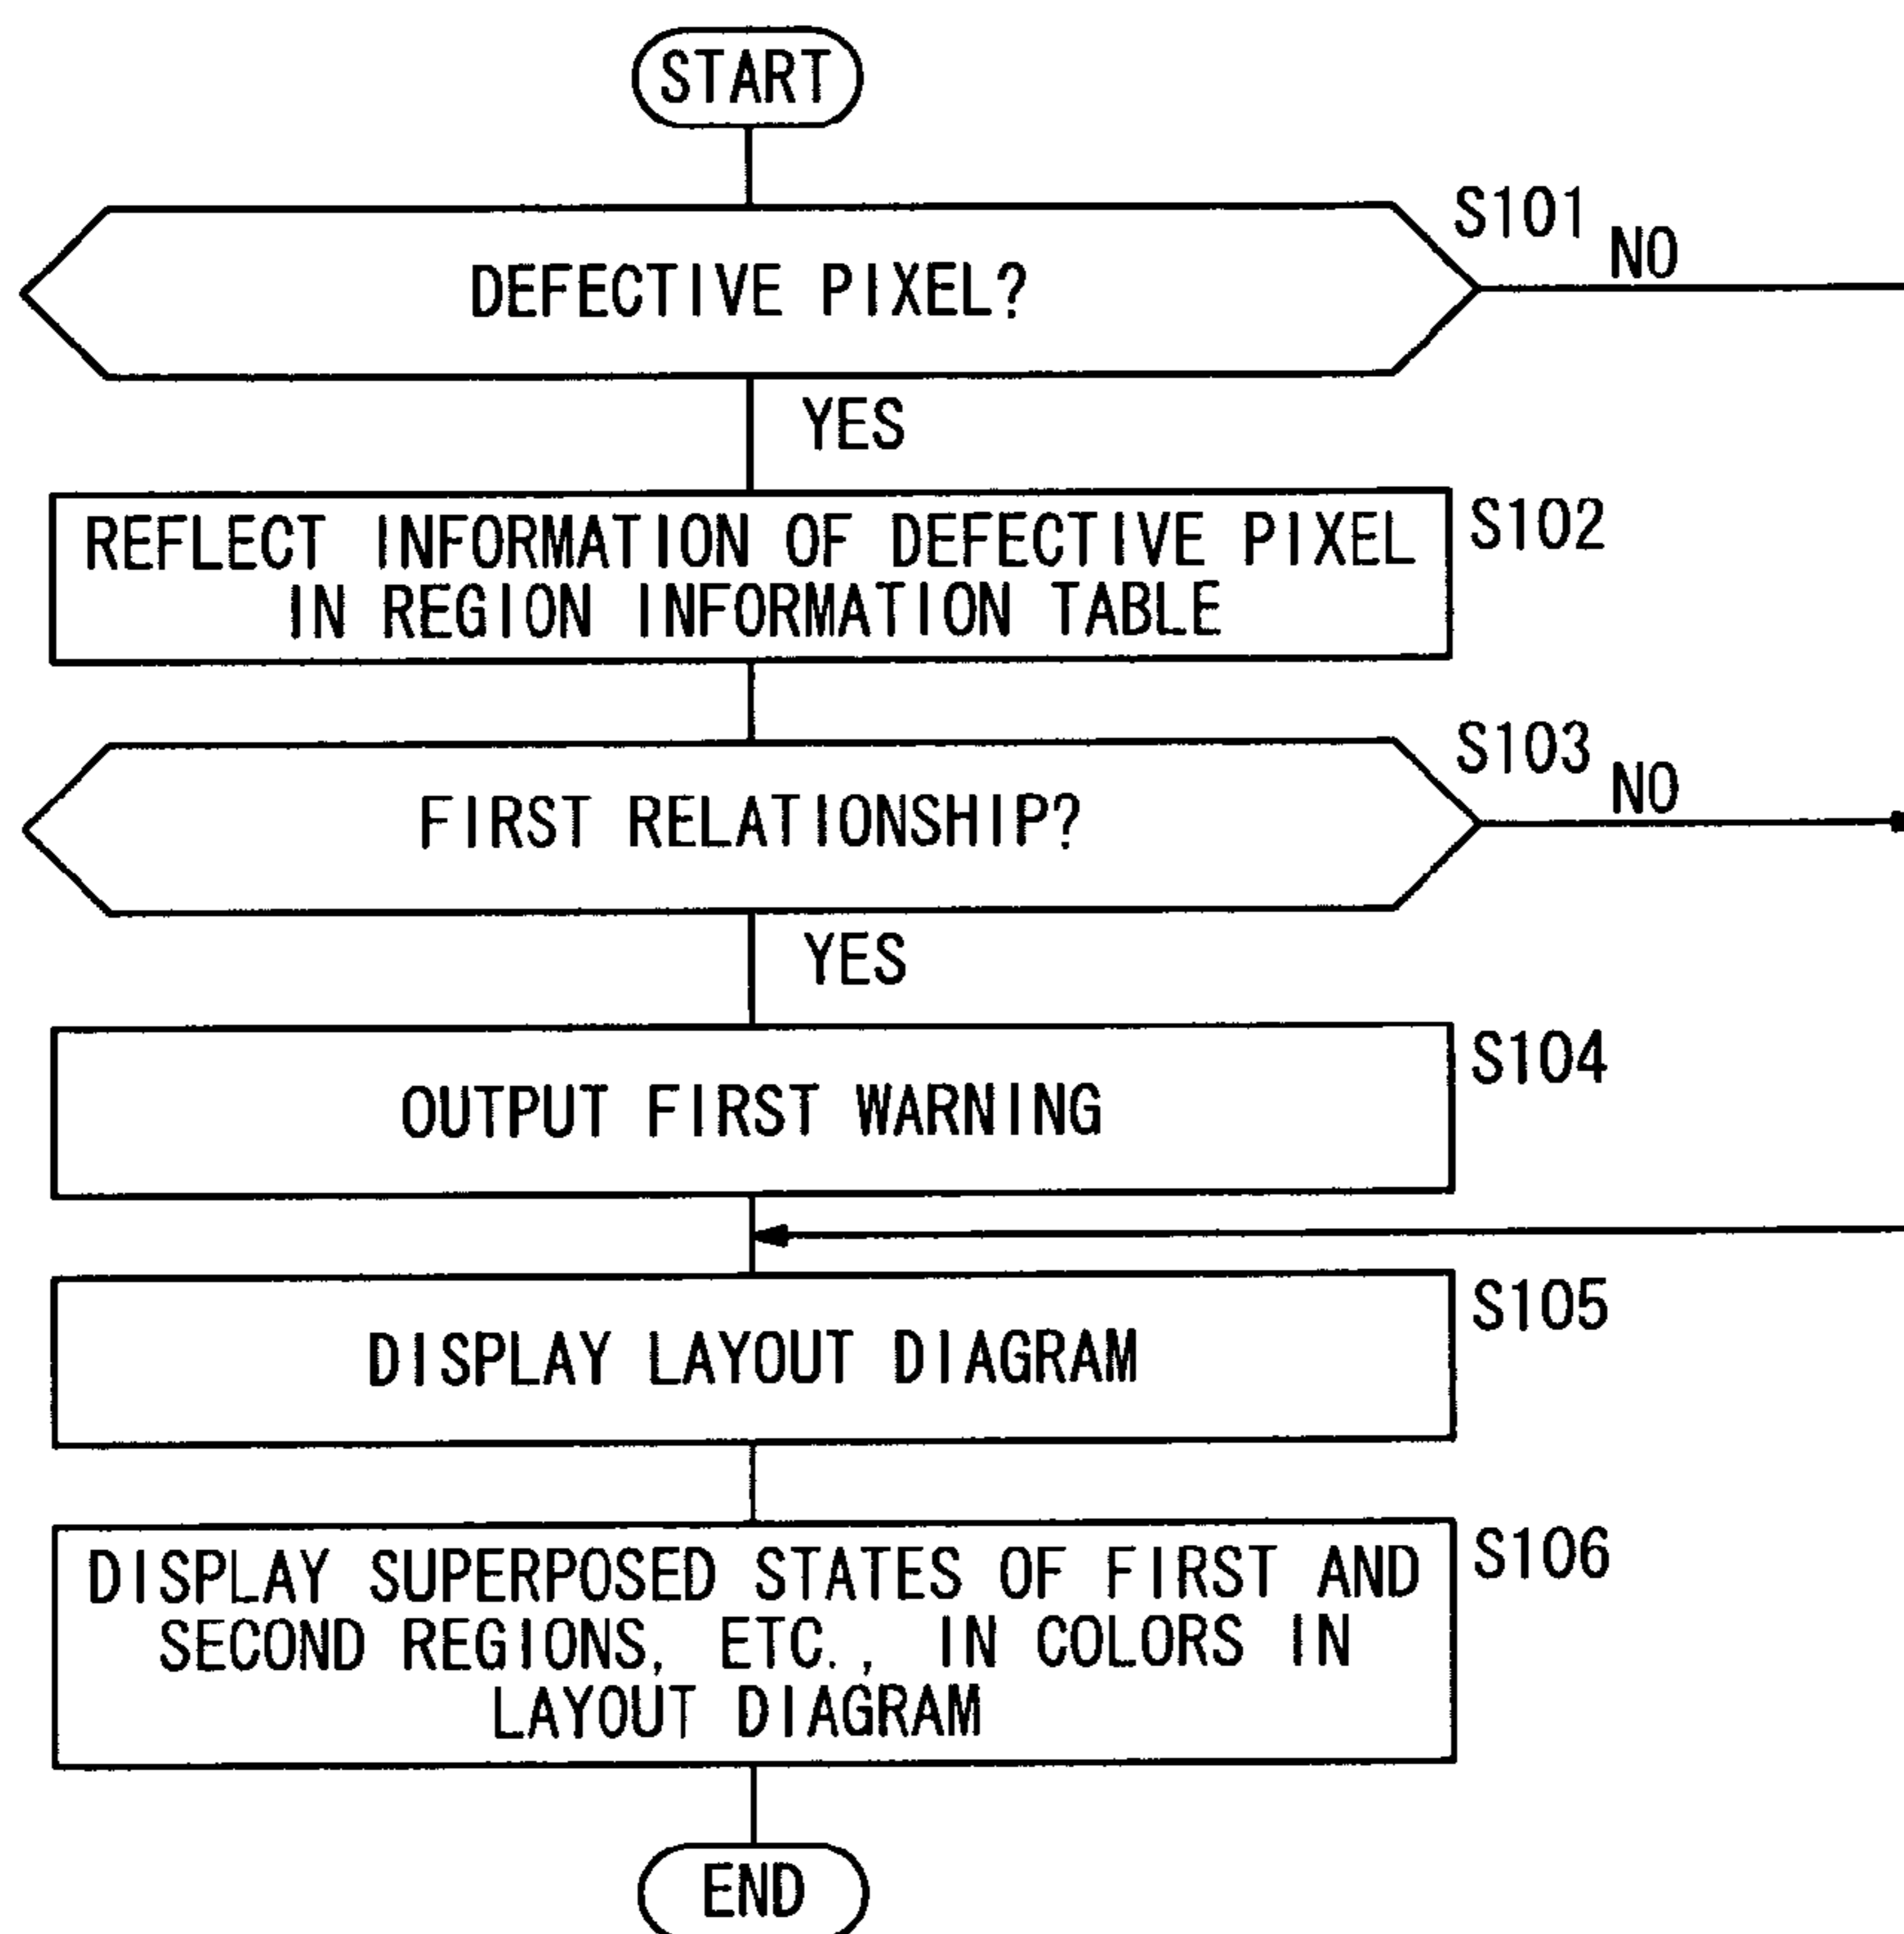 START
S101
NO
DEFECTIVE PIXEL?
YES
REFLECT INFORMATION OF DEFECTIVE PIXEL
IN REGION INFORMATION TABLE
S102
S103
NO
FIRST RELATIONSHIP?
YES
OUTPUT FIRST WARNING
S104
DISPLAY LAYOUT DIAGRAM
S105
DISPLAY SUPERPOSED STATES OF FIRST AND
SECOND REGIONS, ETC., IN COLORS IN
LAYOUT DIAGRAM
S106
END